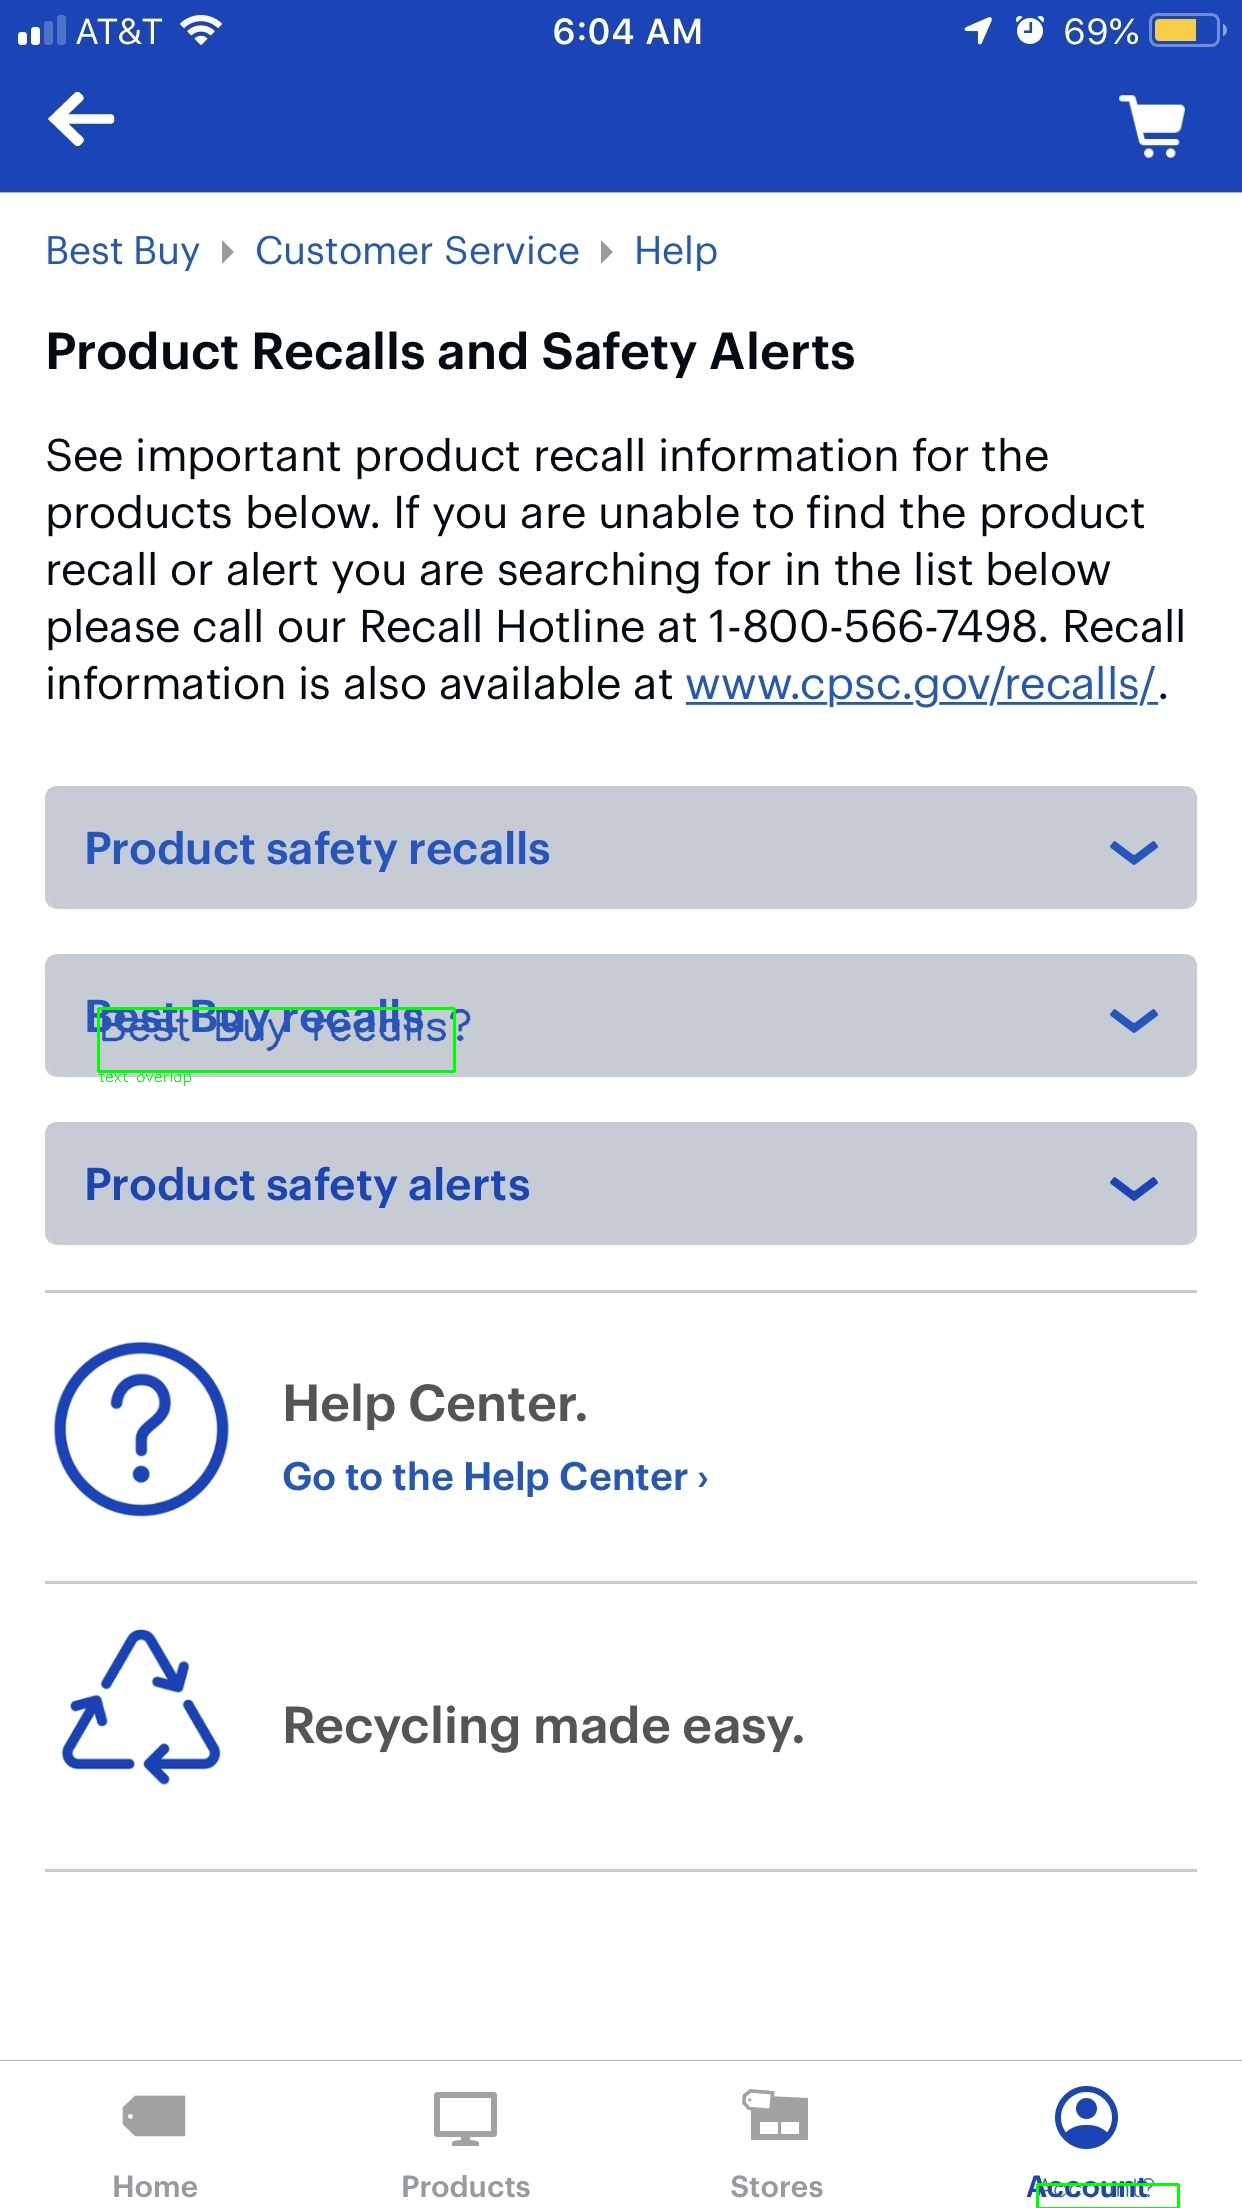 AT&T 6:04 AM 69%
Best Buy Customer Service Help
Product Recalls and Safety Alerts
See important product recall information for the
products below. If you are unable to find the product
recall or alert you are searching for in the list below
please call our Recall Hotline at 1-800-566-7498. Recall
information is also available at www.cpsc.gov/recalls/.
Product safety recalls
Best Buy recalls
Best Buy recalls?
text overlap
Product safety alerts
Help Center.
Go to the Help Center ›
Recycling made easy.
Home Products Stores Account
Account?